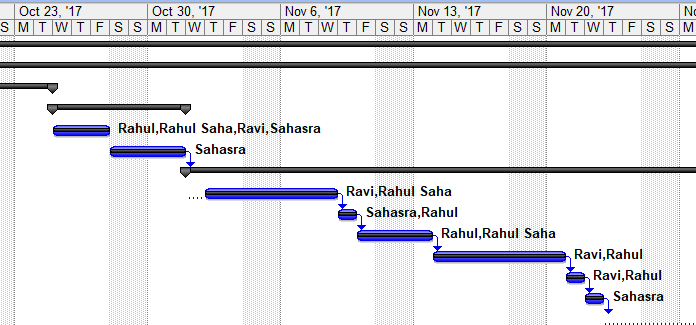 Oct 23, '17 Oct 30, '17 Nov 6, '17 Nov 13, '17 Nov 20, '17 No
S M T W T F S S M T W T F S S M T W T F S S M T W T F S S M T W T F S S M
Rahul,Rahul Saha,Ravi,Sahasra
Sahasra
Ravi,Rahul Saha
Sahasra,Rahul
Rahul,Rahul Saha
Ravi,Rahul
Ravi,Rahul
Sahasra